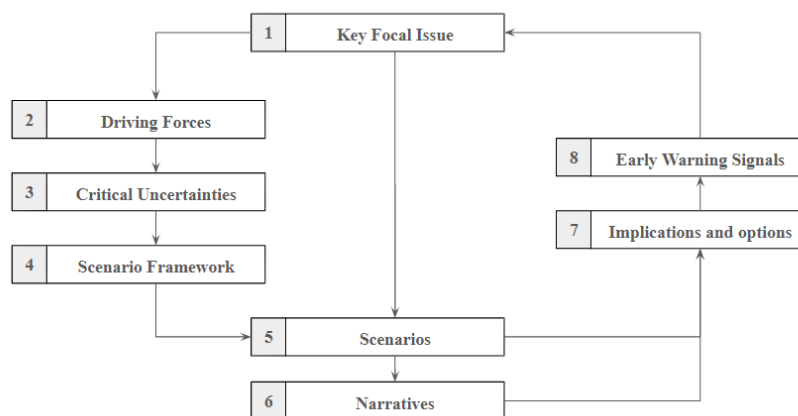 1 Key Focal Issue
2 Driving Forces
3 Critical Uncertainties
4 Scenario Framework
5 Scenarios
6 Narratives
7 Implications and options
8 Early Warning Signals